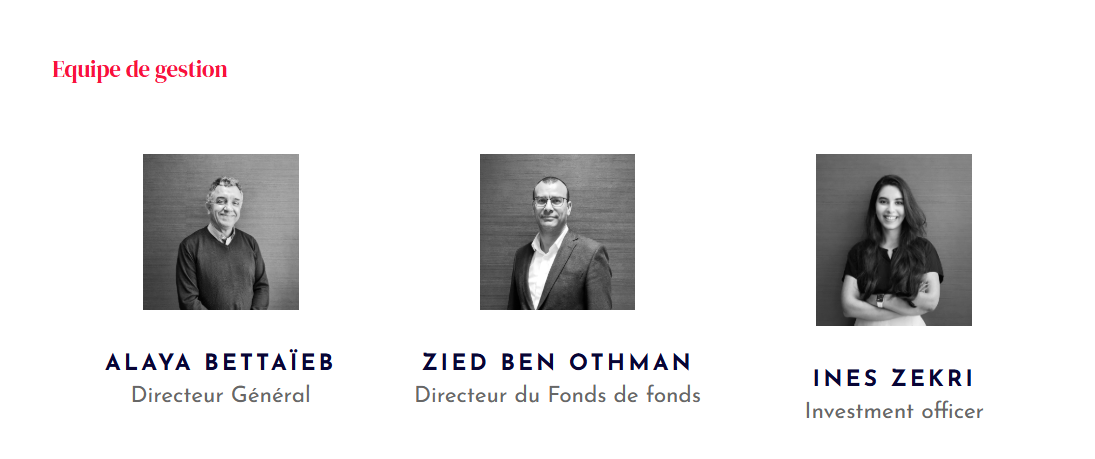 Equipe de gestion
ALAYA BETTAÏEB
Directeur Général
ZIED BEN OTHMAN
Directeur du Fonds de fonds
INES ZEKRI
Investment officer